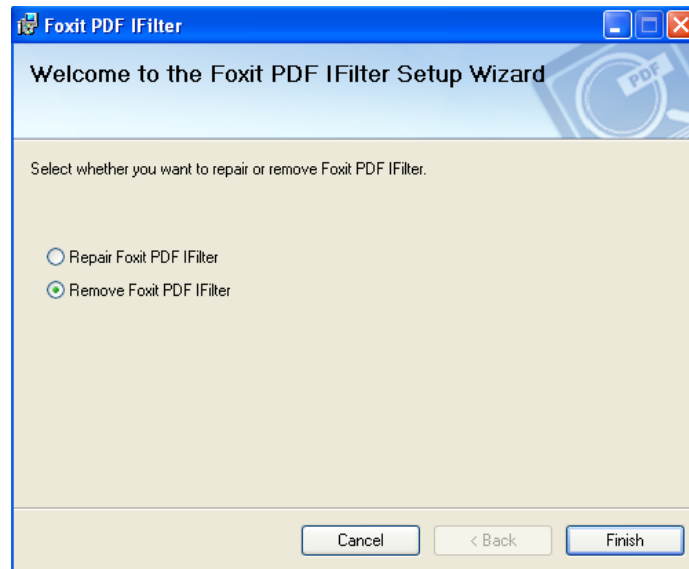 Foxit PDF IFilter
Welcome to the Foxit PDF IFilter Setup Wizard
PDF
Select whether you want to repair or remove Foxit PDF IFilter.
Repair Foxit PDF IFilter
Remove Foxit PDF IFilter
Cancel
< Back
Finish